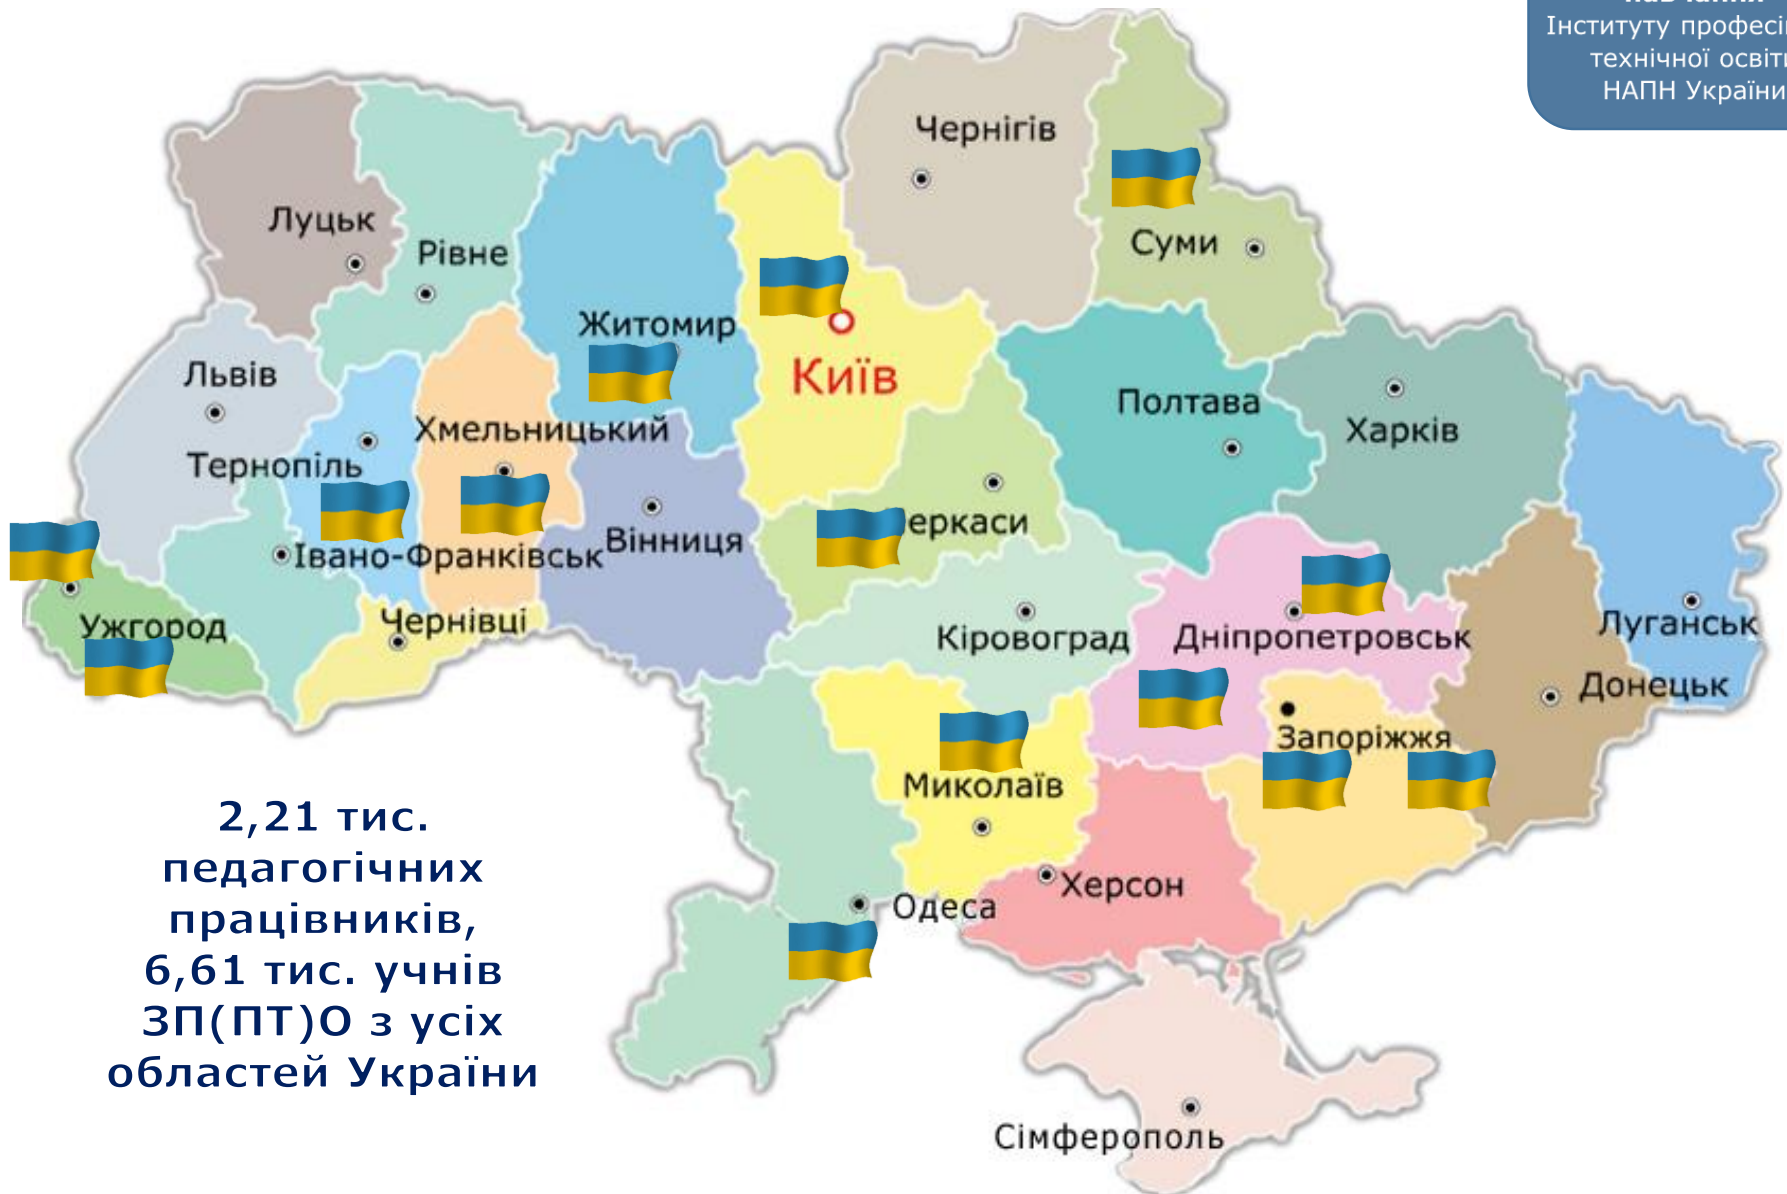 Інституту професі
технічної освіти
НАПН України
Чернігів
Луцьк
Рівне
Суми
Житомир
Київ
Львів
Полтава
Хмельницький
Харків
Тернопіль
еркаси
Вінниця
Івано-Франківськ
Ужгород
Чернівці
Кіровоград
Дніпропетровськ
Луганськ
Донецьк
Запоріжжя
Миколаїв
Херсон
Одеса
2,21 тис.
педагогічних
працівників,
6,61 тис. учнів
ЗП(ПТ)О з усіх
областей України
Сімферополь